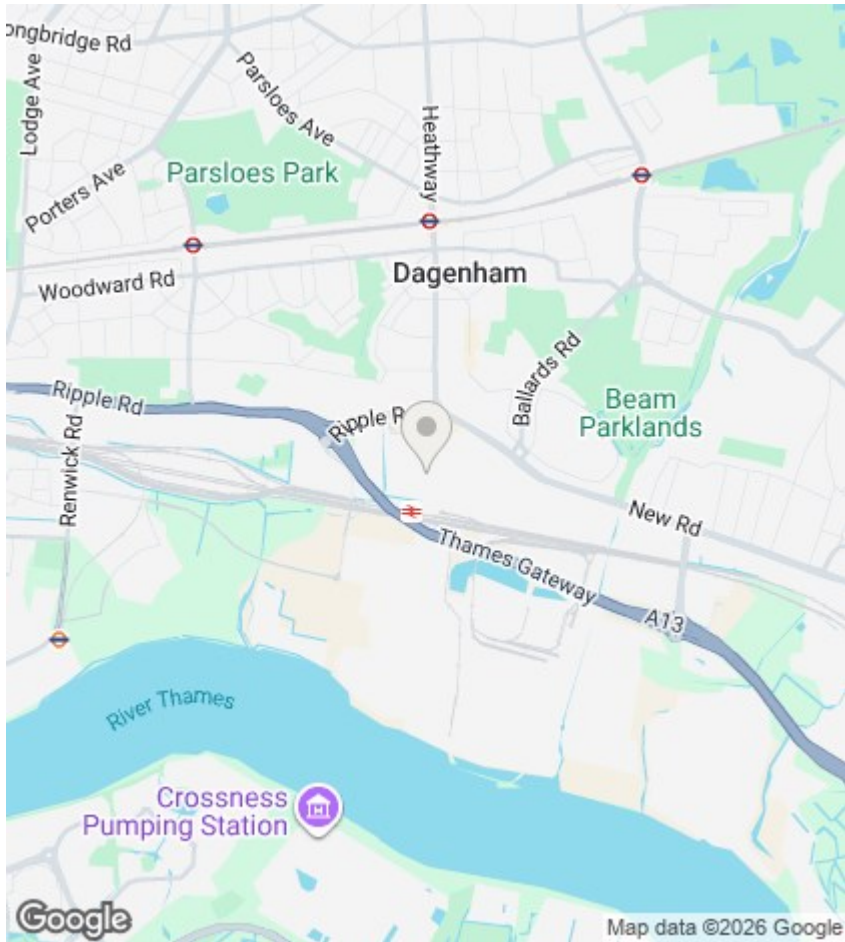 ongbridge Rd
Lodge Ave
Parsloes Ave
Heathway
Parsloes Park
Porters Ave
Dagenham
Woodward Rd
Ballards Rd
Ripple Rd
Ripple R
Beam
Parklands
Renwick Rd
New Rd
Thames Gateway
A13
River Thames
Crossness
Pumping Station
Google
Map data ©2026 Google